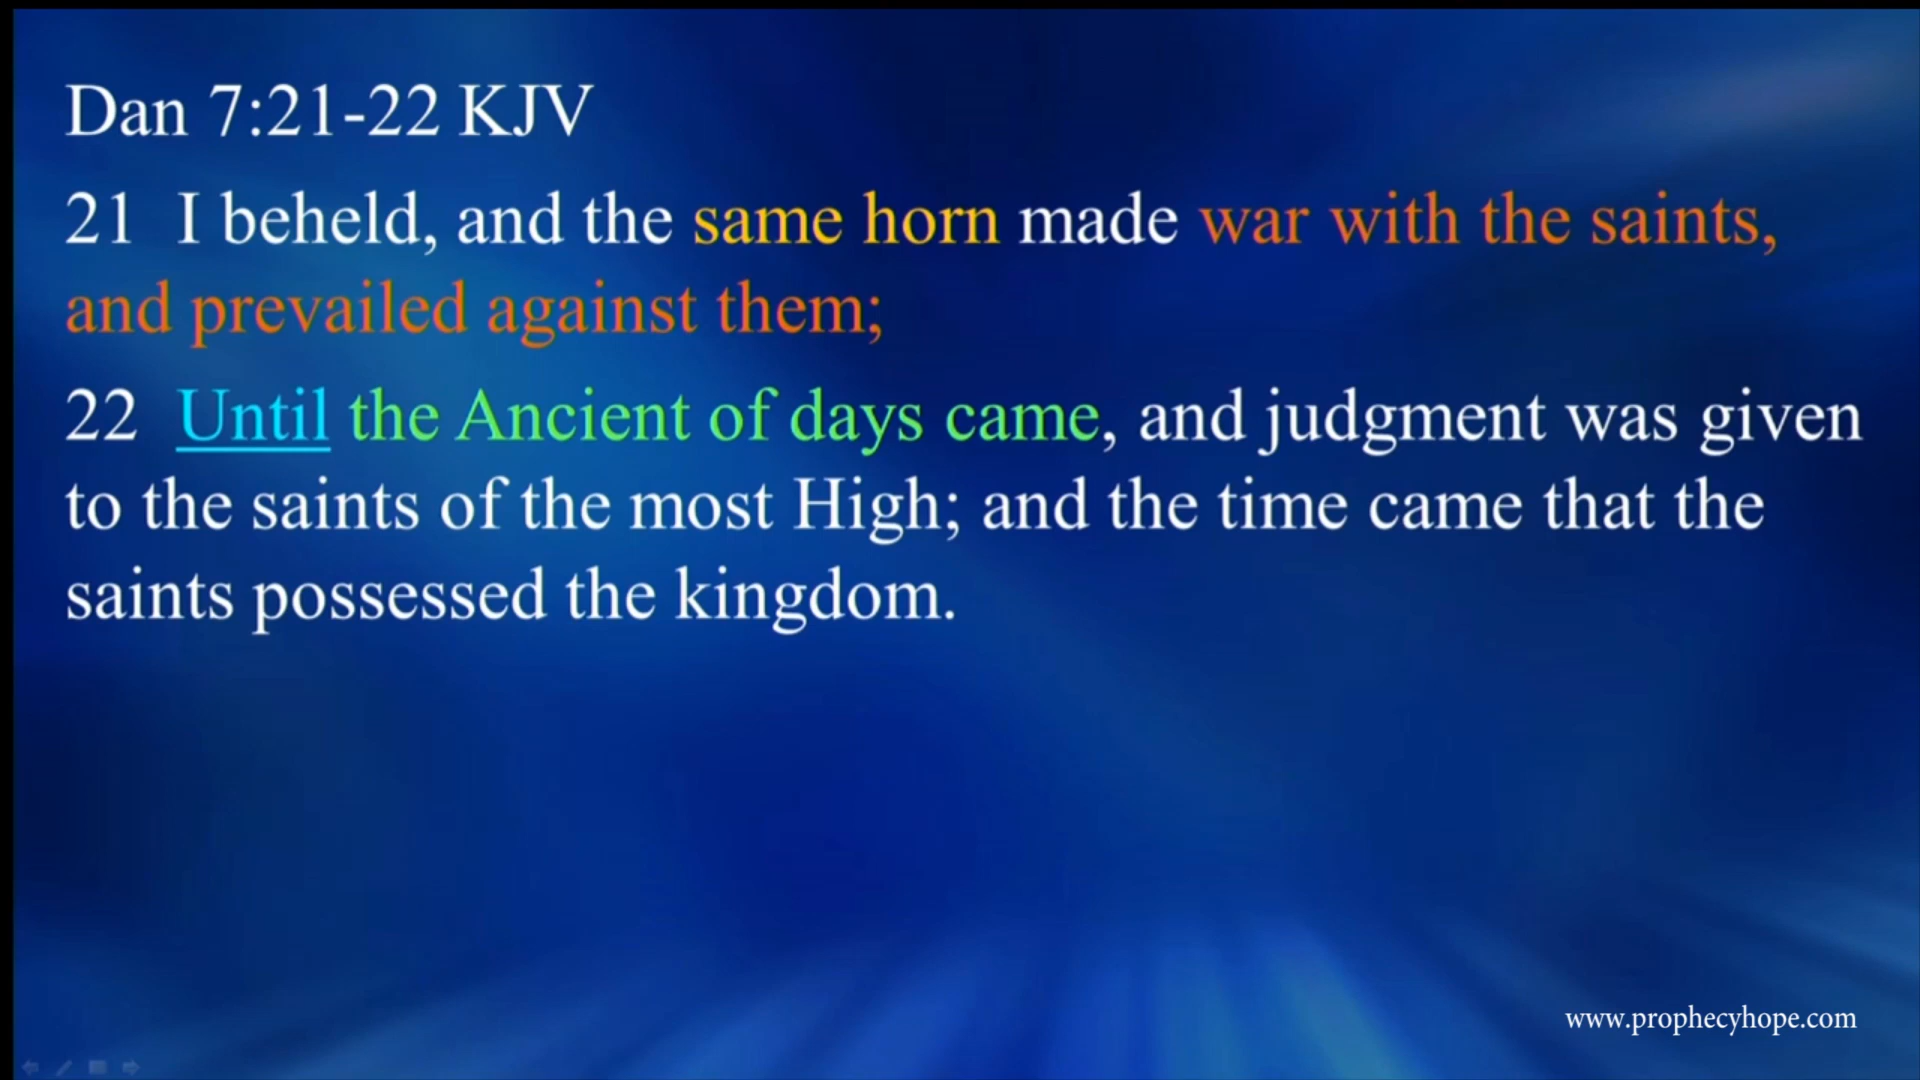 Dan 7:21-22 KJV
21 I beheld, and the same horn made war with the saints,
and prevailed against them;
22 Until the Ancient of days came, and judgment was given
to the saints of the most High; and the time came that the
saints possessed the kingdom.
www.prophecyhope.com